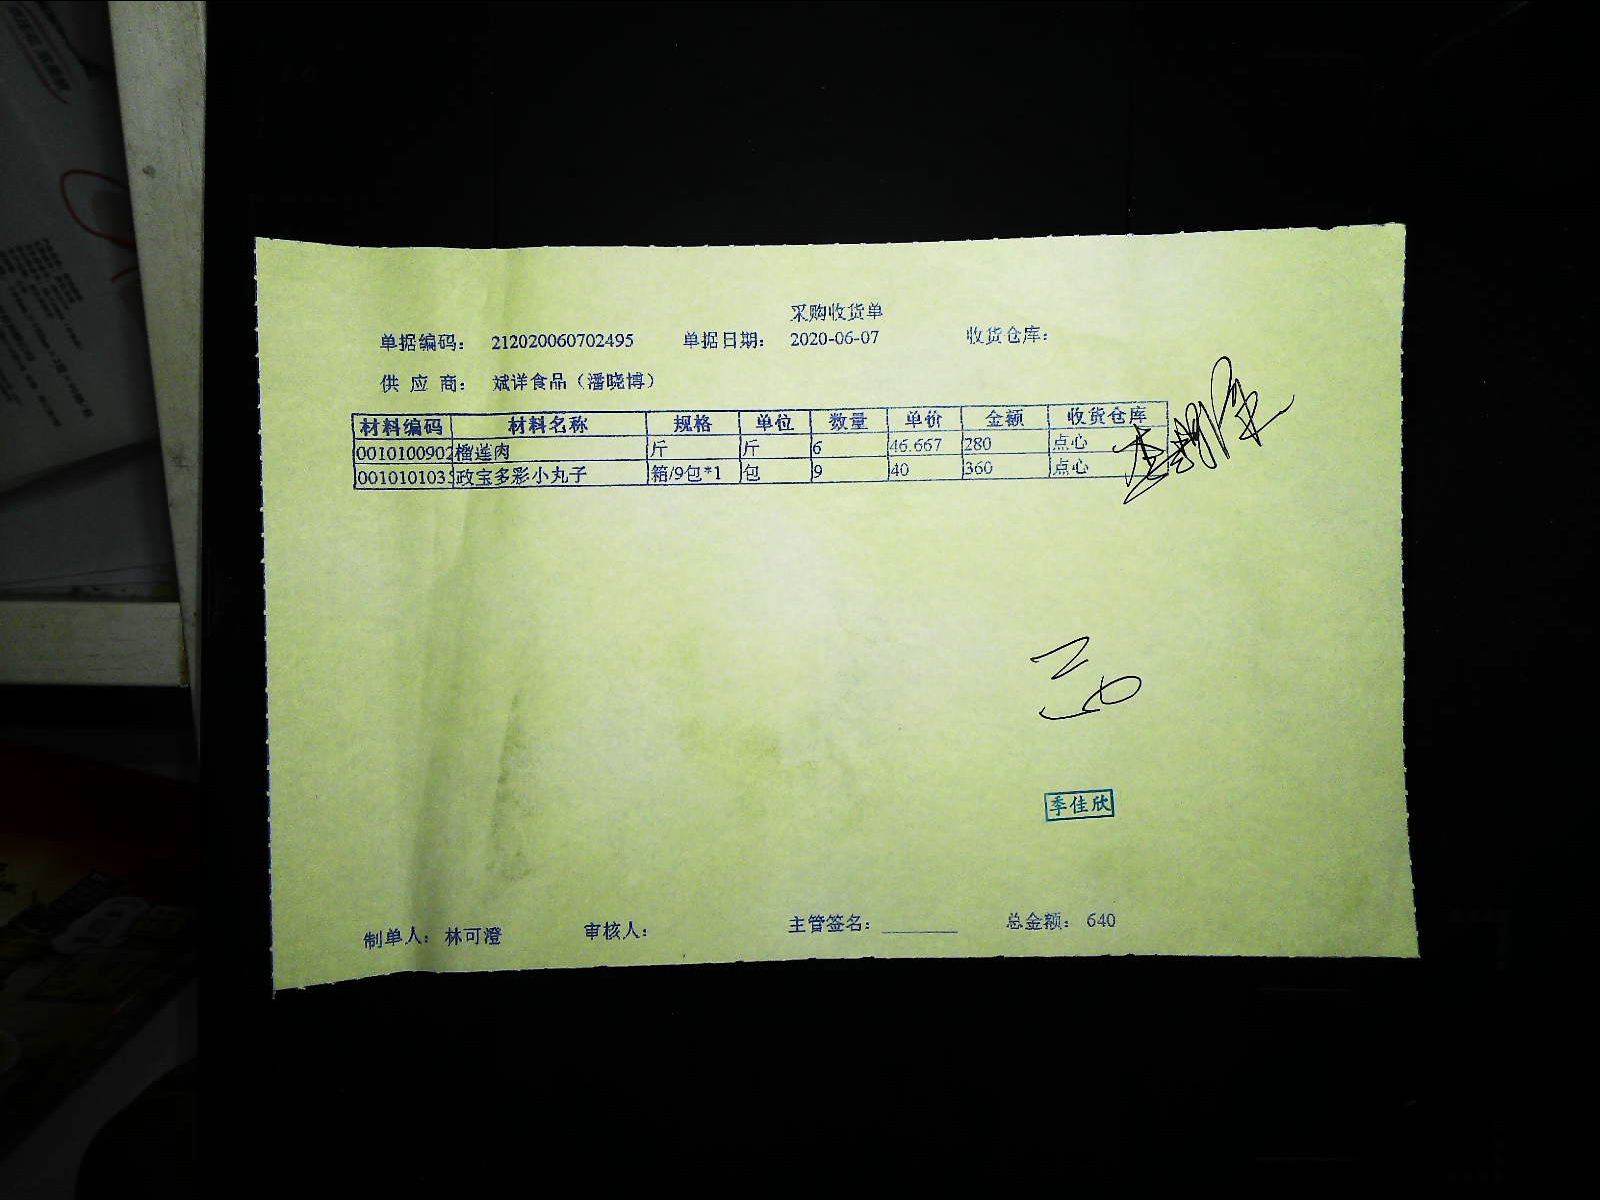 采购收货单
单据编码： 212020060702495 单据日期： 2020-06-07 收货仓库：
供 应 商： 斌详食品（潘晓博）
材料编码 材料名称 规格 单位 数量 单价 金额 收货仓库
0010100902 榴莲肉 斤 斤 6 46.667 280 点心
001010103 政宝多彩小丸子 箱/9包*1 包 9 40 360 点心
季佳欣
制单人： 林可澄 审核人： 主管签名：________ 总金额： 640